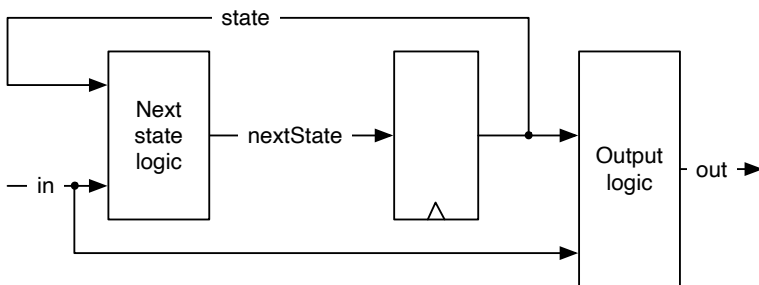 state
Next
state
logic
nextState
in
Output
logic
out